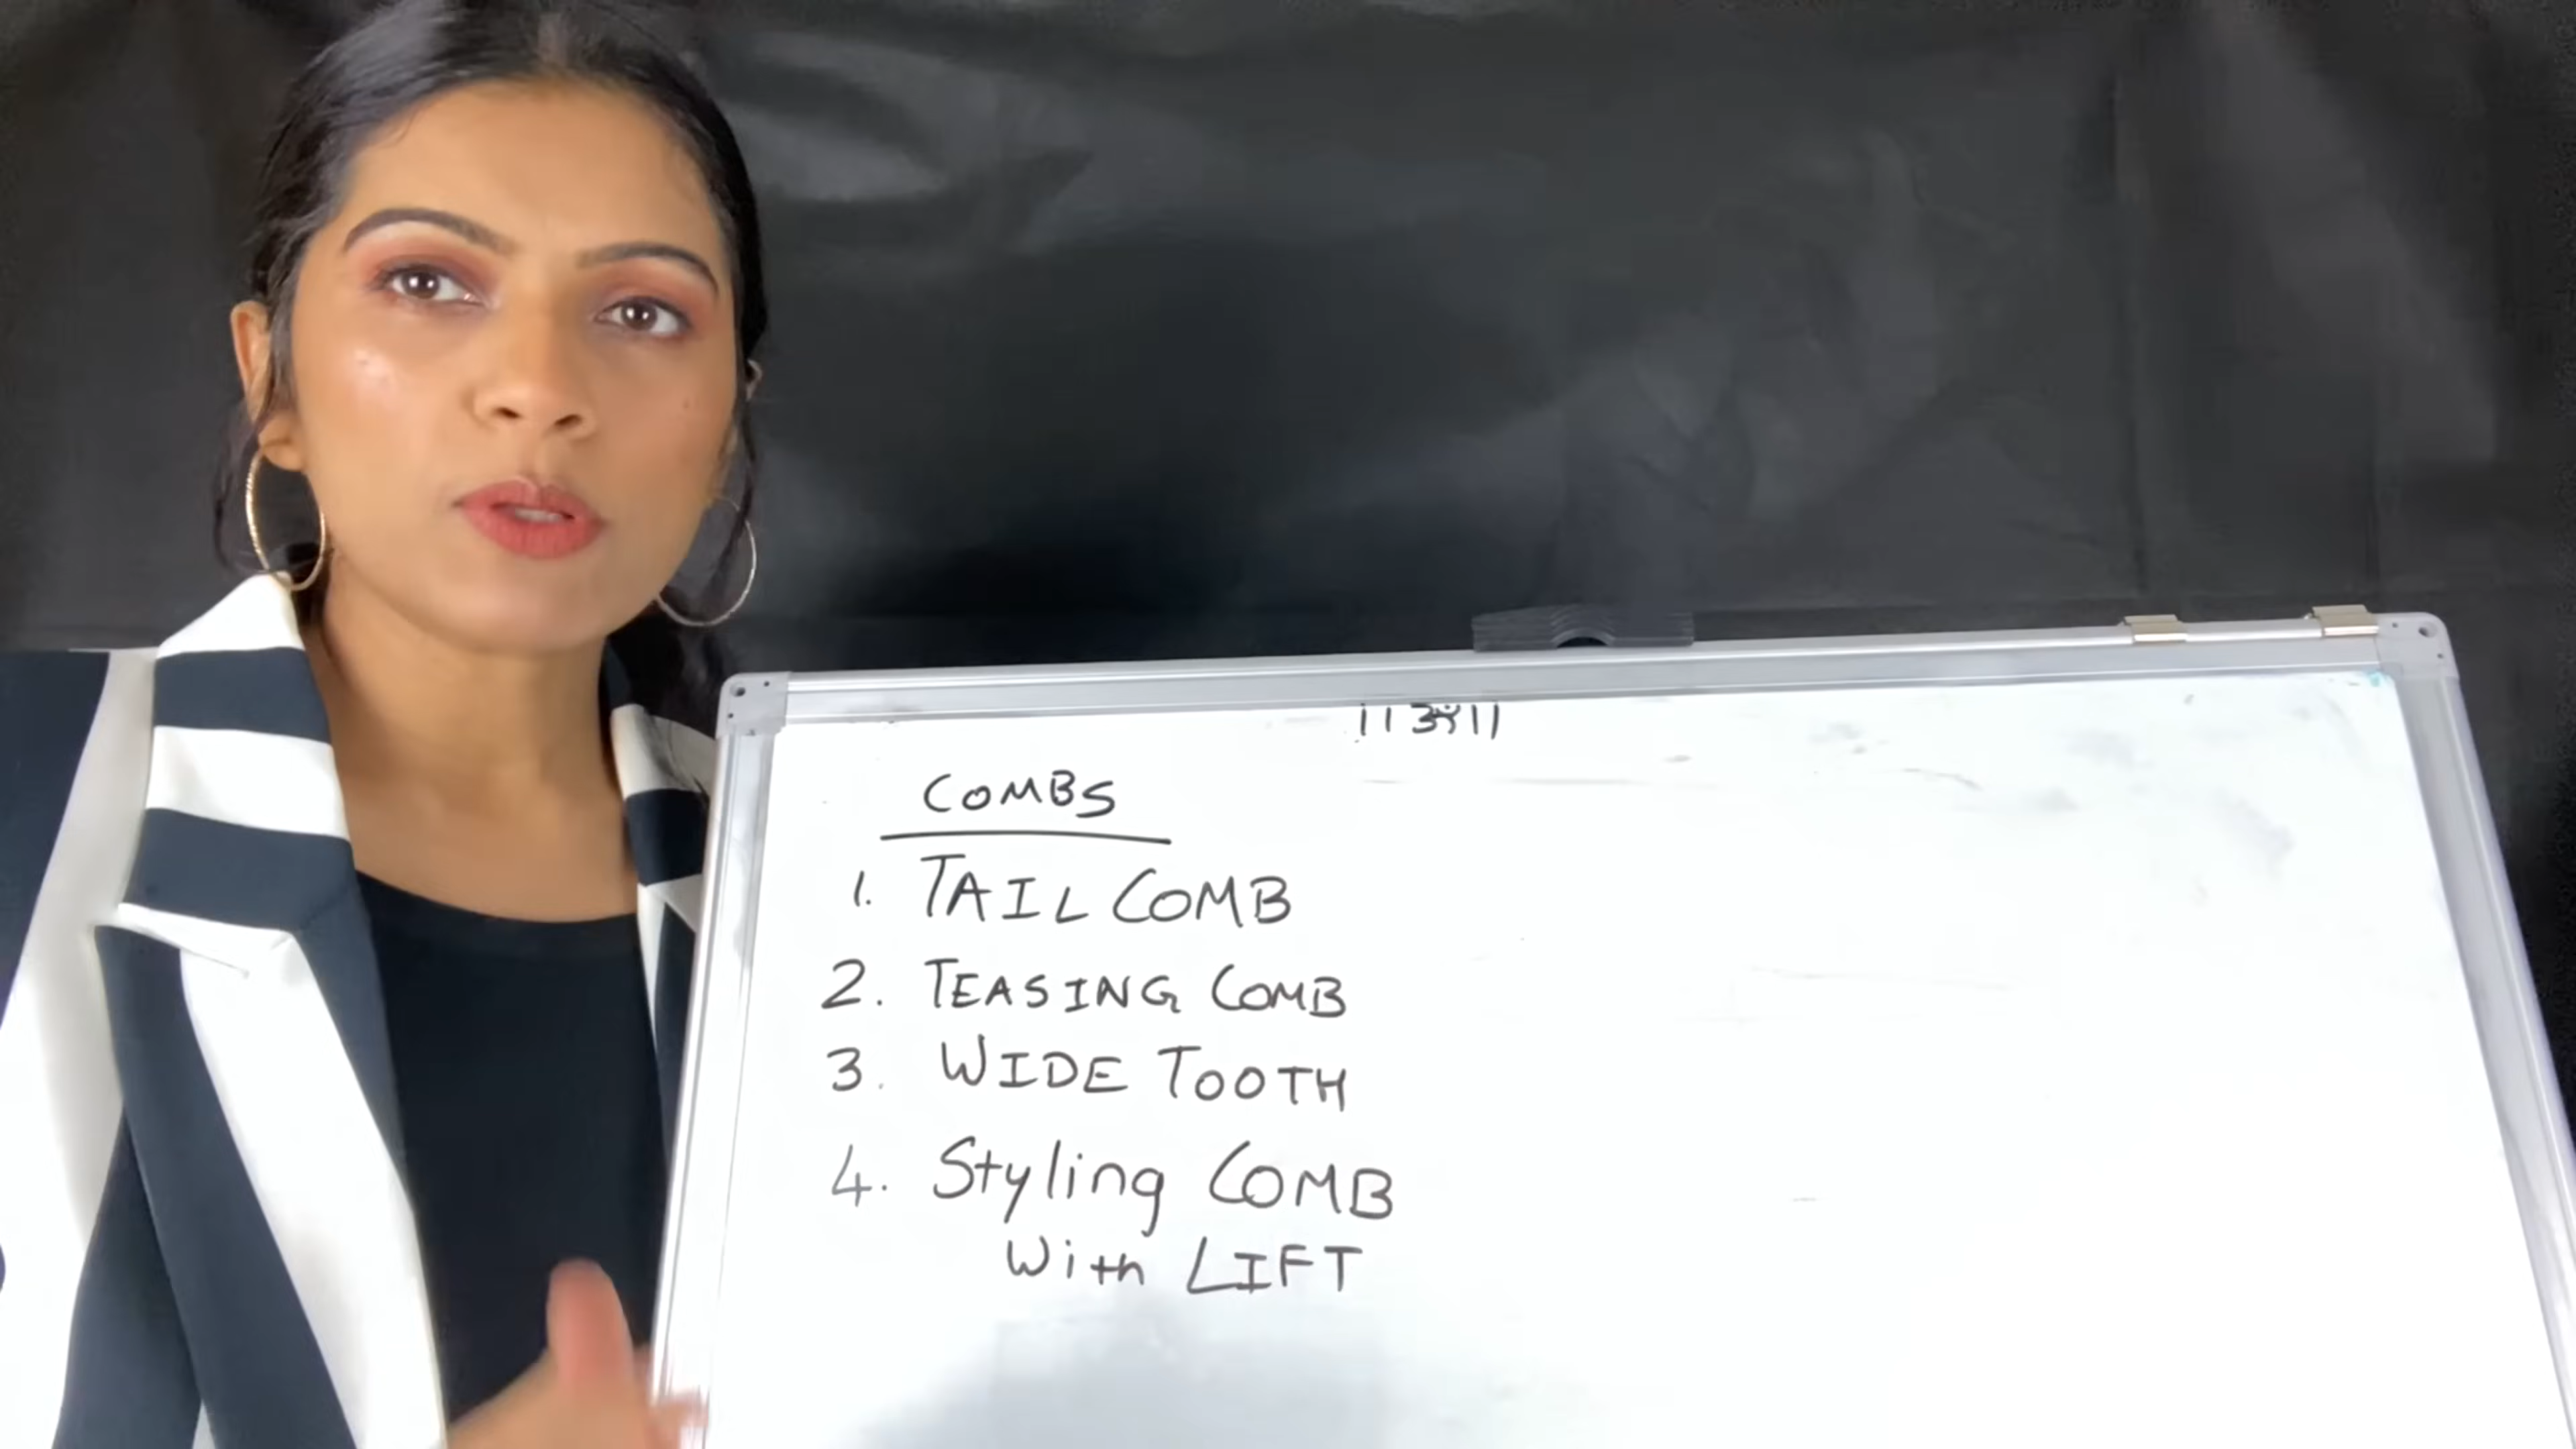 COMBS
1. TAIL COMB
2. TEASING COMB
3. WIDE TOOTH
4. Styling COMB
With LIFT